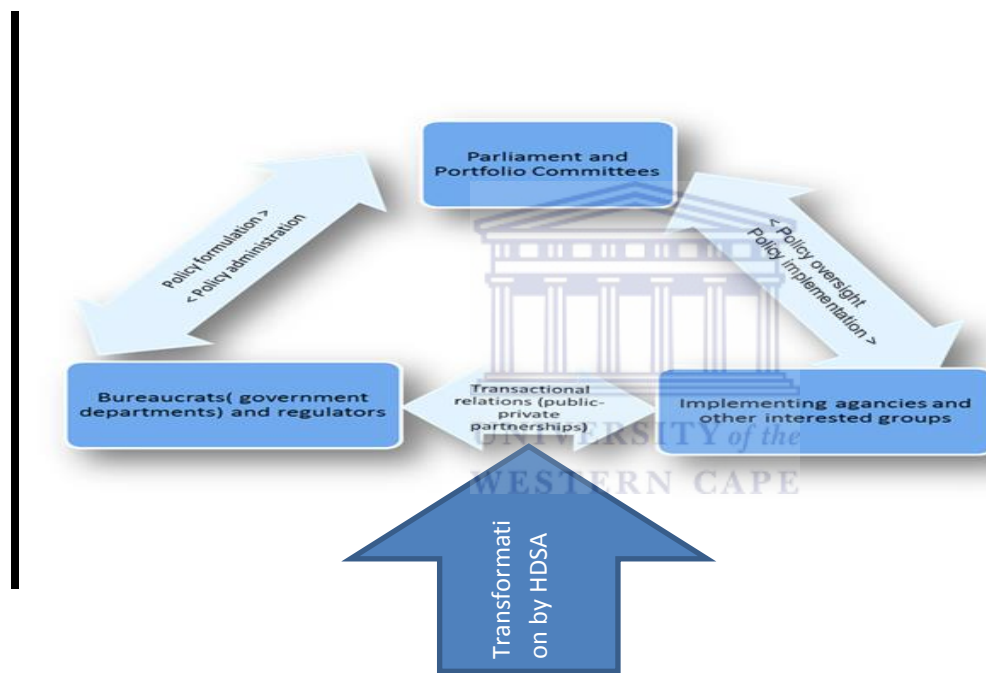 Parliament and
Portfolio Committees
Policy formulation >
< Policy administration
< Policy oversight
Policy implementation >
Bureaucrats( government
departments) and regulators
Transactional
relations (public-
private
partnerships)
Implementing agancies and
other interested groups
UNIVERSITY of the
WESTERN CAPE
Transformati
on by HDSA